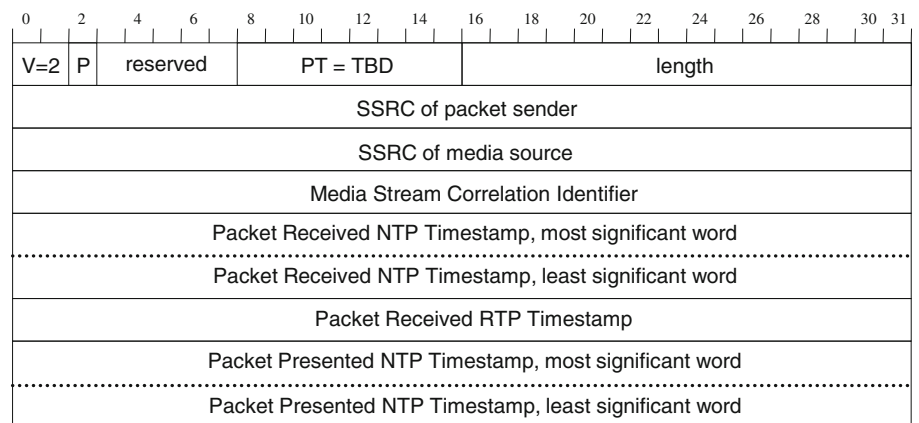 0 2 4 6 8 10 12 14 16 20 22 24 26 28 30 31
V=2 P reserved PT = TBD length
SSRC of packet sender
SSRC of media source
Media Stream Correlation Identifier
Packet Received NTP Timestamp, most significant word
Packet Received NTP Timestamp, least significant word
Packet Received RTP Timestamp
Packet Presented NTP Timestamp, most significant word
Packet Presented NTP Timestamp, least significant word